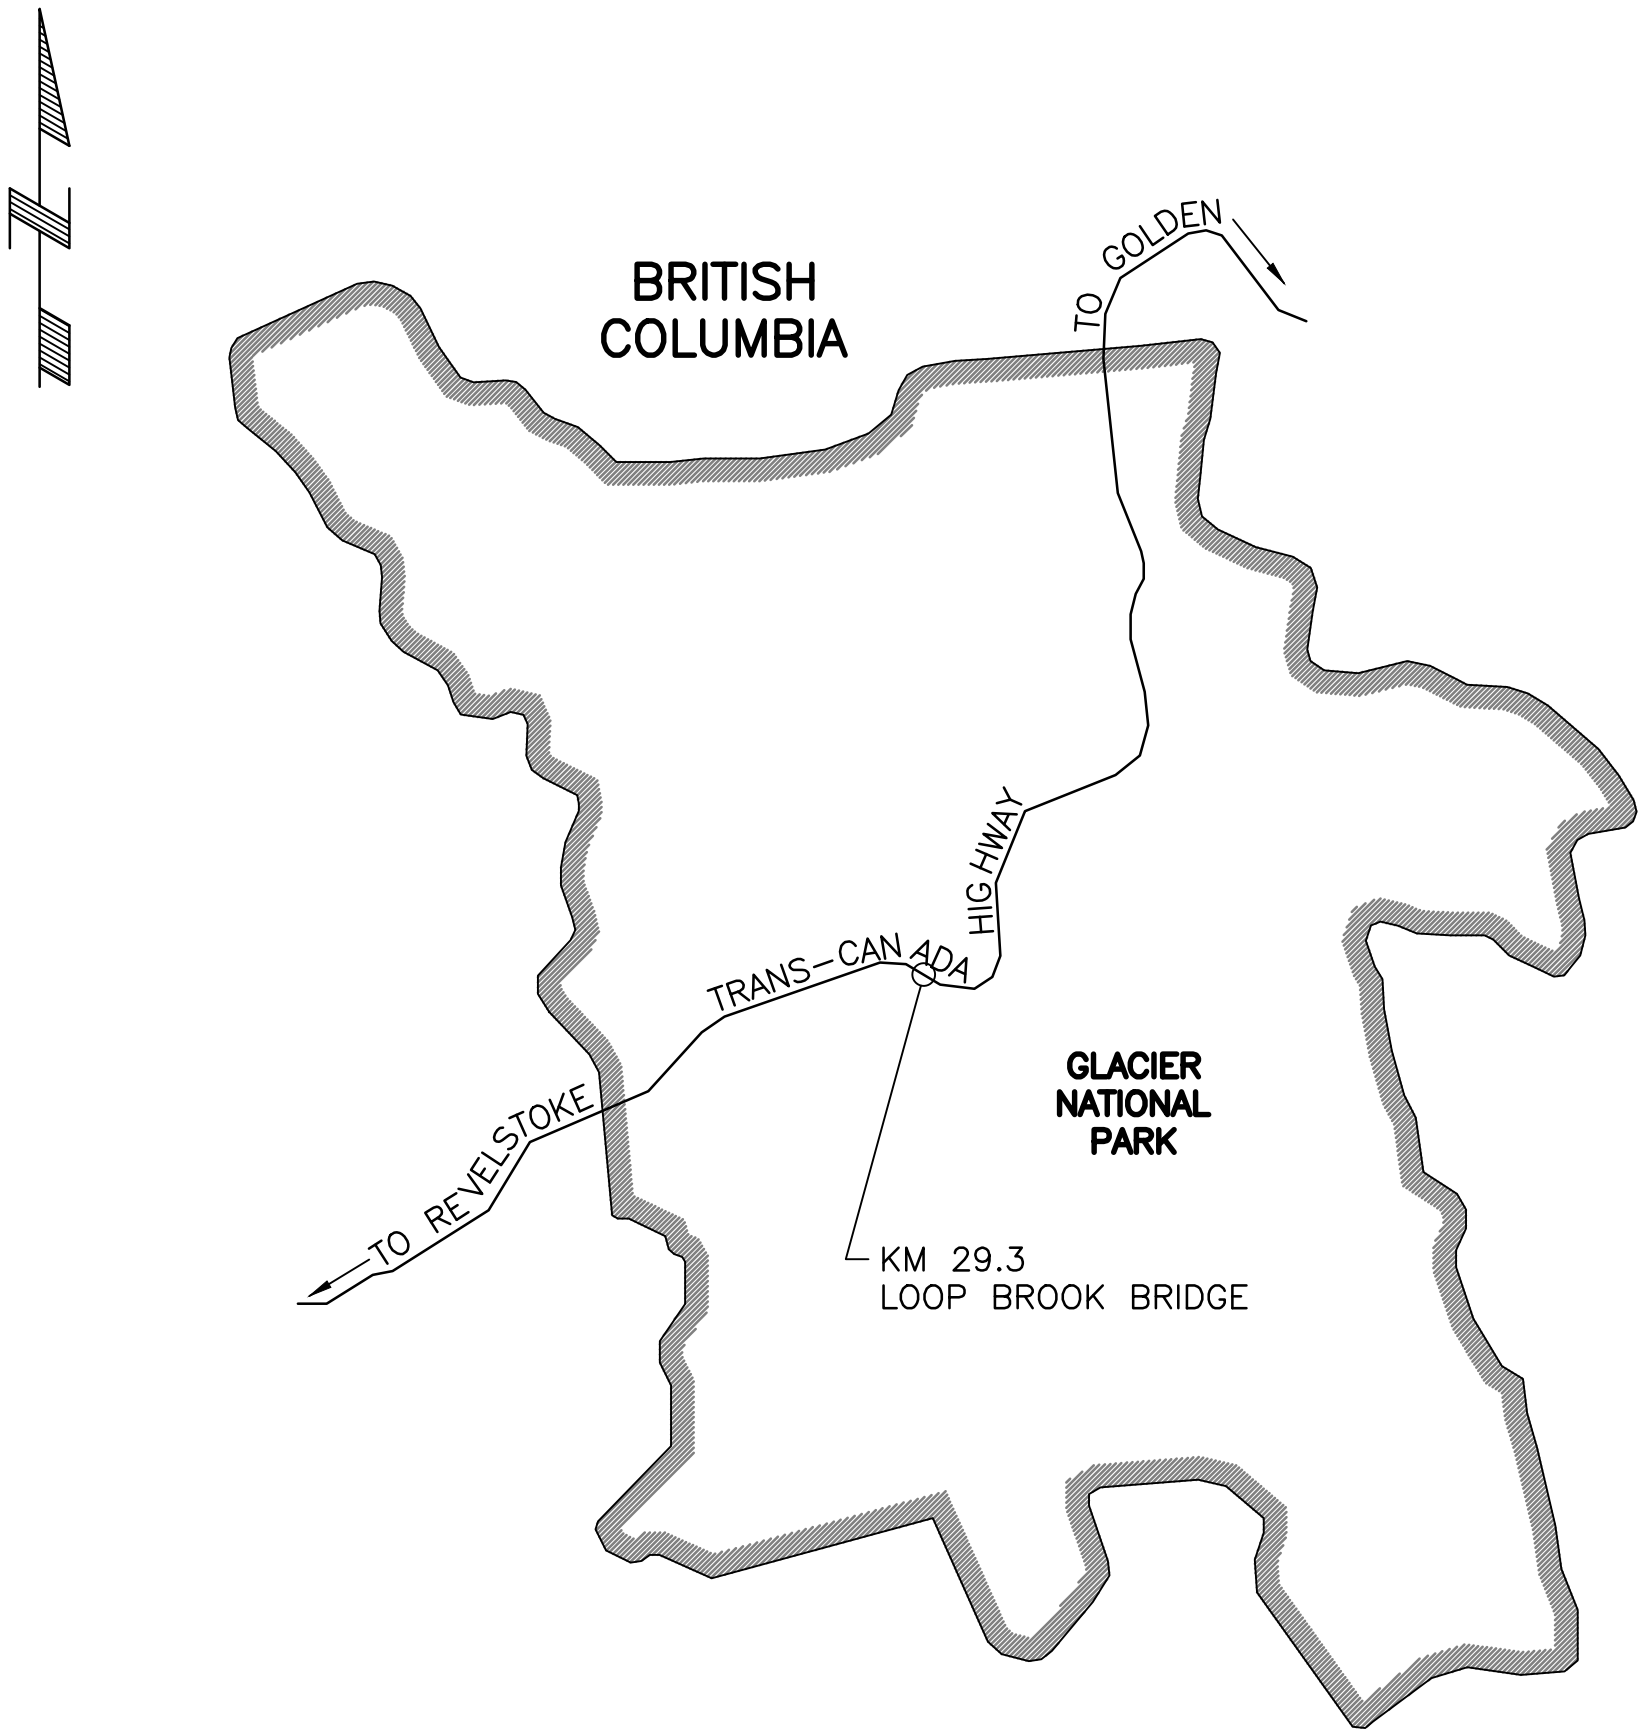 BRITISH
COLUMBIA
TO GOLDEN
TRANS-CANADA HIGHWAY
GLACIER
NATIONAL
PARK
TO REVELSTOKE
KM 29.3
LOOP BROOK BRIDGE
N